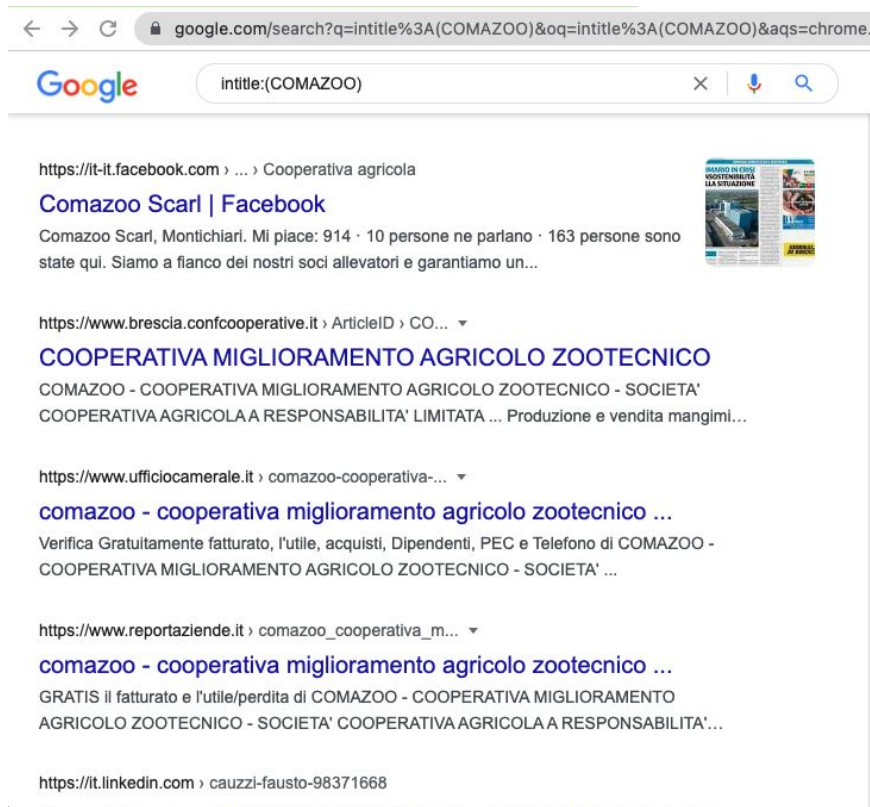 google.com/search?q=intitle%3A(COMAZOO)&oq=intitle%3A(COMAZOO)&aqs=chrome.
Google
intitle:(COMAZOO)
https://it-it.facebook.com › ... › Cooperativa agricola
Comazoo Scarl | Facebook
Comazoo Scarl, Montichiari. Mi piace: 914 · 10 persone ne parlano · 163 persone sono
state qui. Siamo a fianco dei nostri soci allevatori e garantiamo un...
MARIO IN CRISI
NSOSTENIBILITÀ
LLA SITUAZIONE
https://www.brescia.confcooperative.it › ArticleID › CO...
COOPERATIVA MIGLIORAMENTO AGRICOLO ZOOTECNICO
COMAZOO - COOPERATIVA MIGLIORAMENTO AGRICOLO ZOOTECNICO - SOCIETA'
COOPERATIVA AGRICOLA A RESPONSABILITA' LIMITATA ... Produzione e vendita mangimi...
https://www.ufficiocamerale.it › comazoo-cooperativa-...
comazoo - cooperativa miglioramento agricolo zootecnico ...
Verifica Gratuitamente fatturato, l'utile, acquisti, Dipendenti, PEC e Telefono di COMAZOO -
COOPERATIVA MIGLIORAMENTO AGRICOLO ZOOTECNICO - SOCIETA' ...
https://www.reportaziende.it › comazoo_cooperativa_m...
comazoo - cooperativa miglioramento agricolo zootecnico ...
GRATIS il fatturato e l'utile/perdita di COMAZOO - COOPERATIVA MIGLIORAMENTO
AGRICOLO ZOOTECNICO - SOCIETA' COOPERATIVA AGRICOLA A RESPONSABILITA'...
https://it.linkedin.com › cauzzi-fausto-98371668